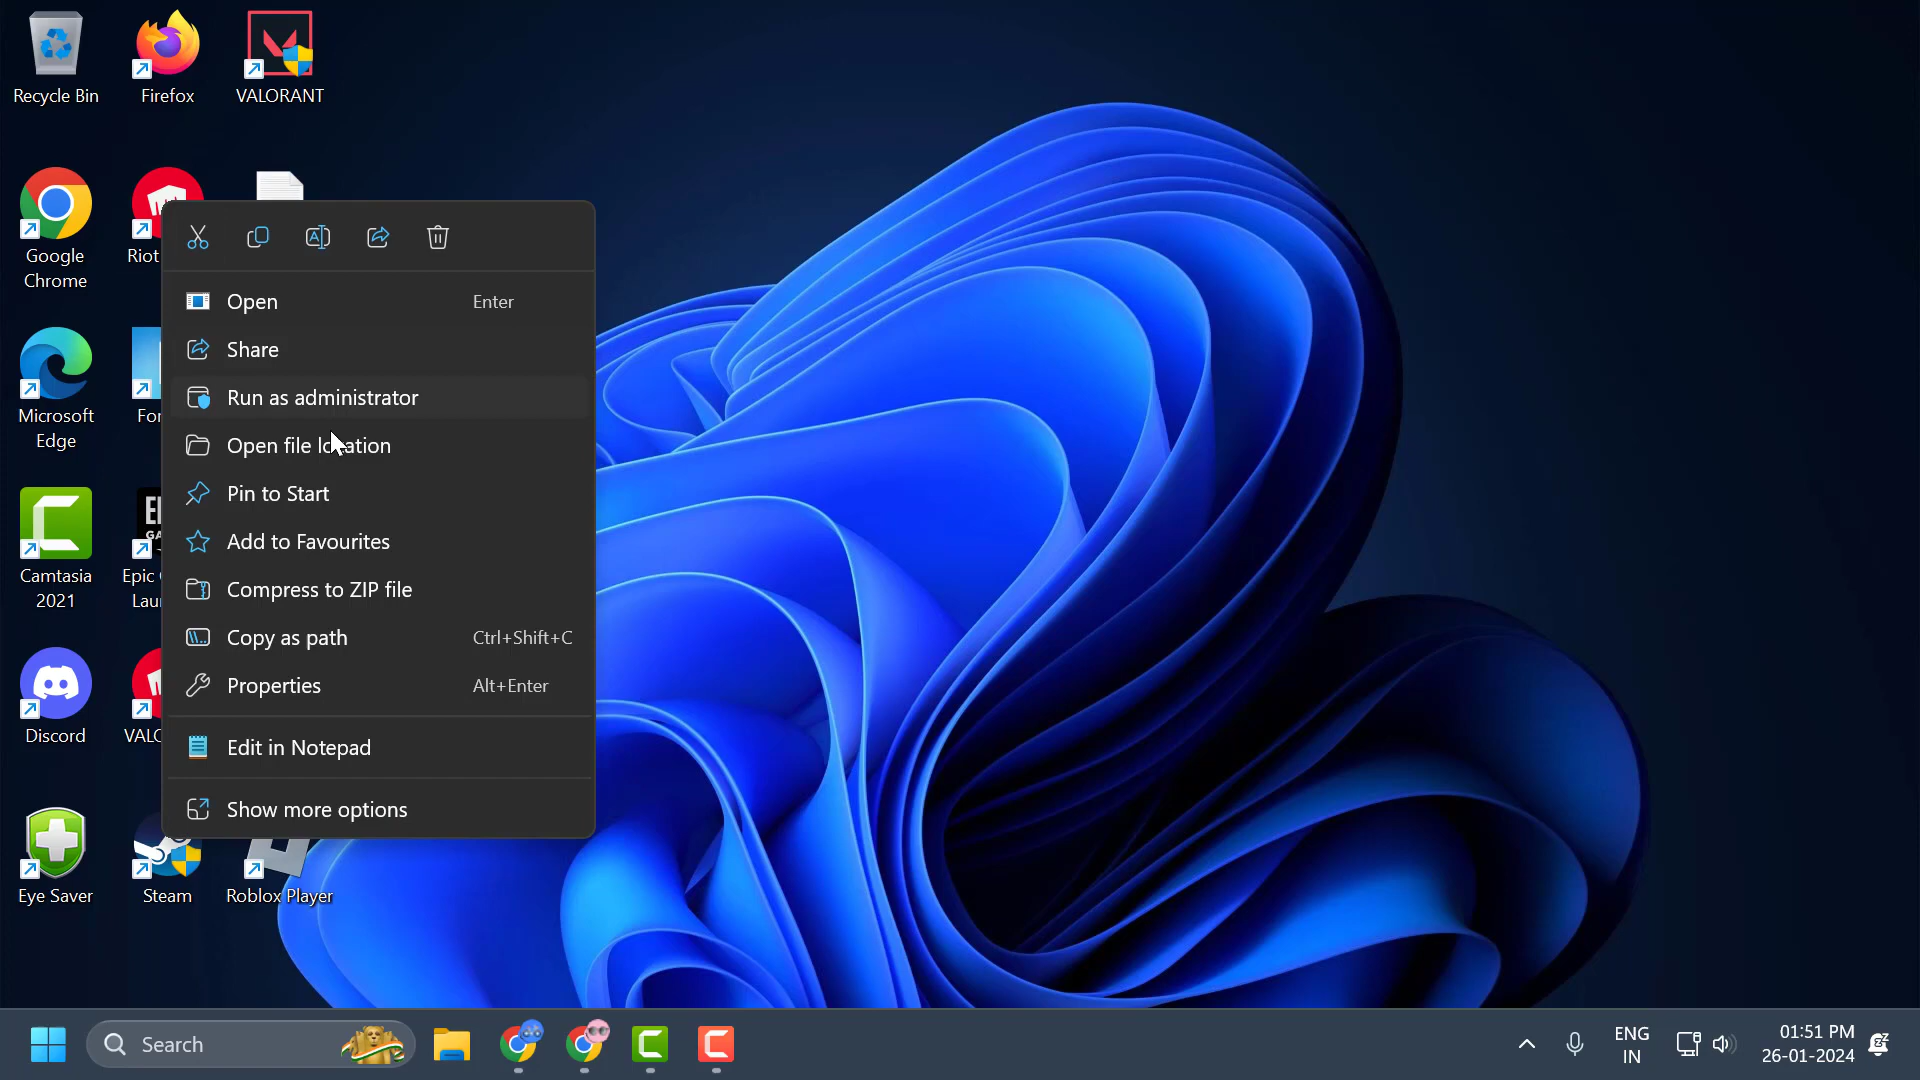 Recycle Bin
Firefox
VALORANT
Google
Chrome
Riot
Open Enter
Share
Run as administrator
Open file location
Pin to Start
Add to Favourites
Compress to ZIP file
Copy as path Ctrl+Shift+C
Properties Alt+Enter
Edit in Notepad
Show more options
Microsoft
Edge
For
Camtasia
2021
Epic
Lau
Discord
VALO
Eye Saver
Steam
Roblox Player
Search
ENG
IN
01:51 PM
26-01-2024